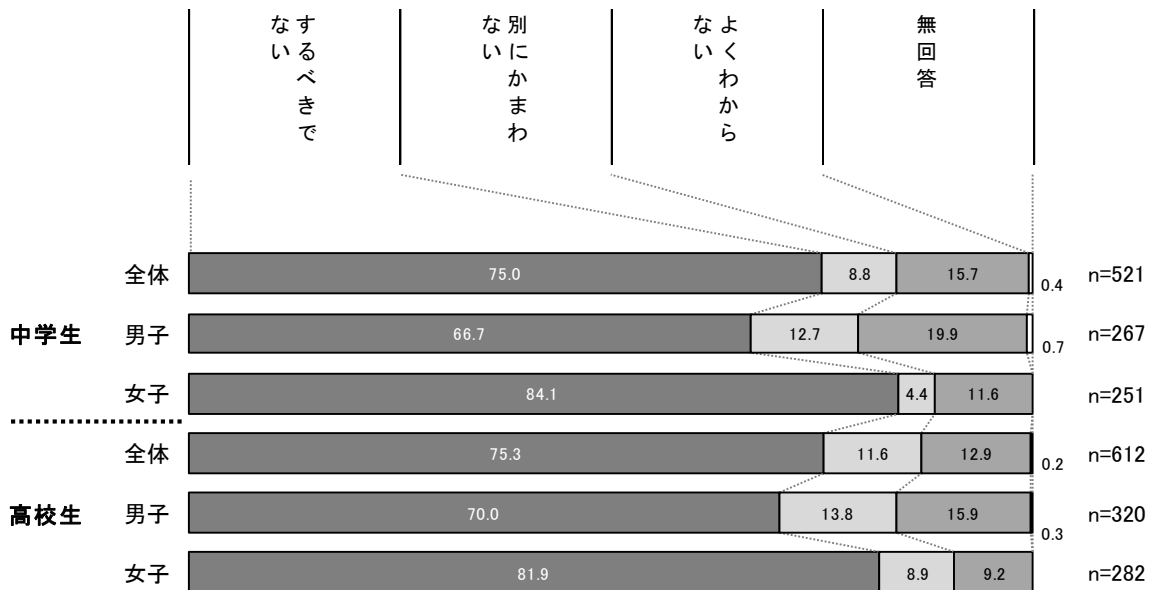 するべきで
ない
別にかまわ
ない
よくわから
ない
無回答
全体 75.0 8.8 15.7 0.4 n=521
中学生 男子 66.7 12.7 19.9 0.7 n=267
女子 84.1 4.4 11.6 n=251
全体 75.3 11.6 12.9 0.2 n=612
高校生 男子 70.0 13.8 15.9 0.3 n=320
女子 81.9 8.9 9.2 n=282